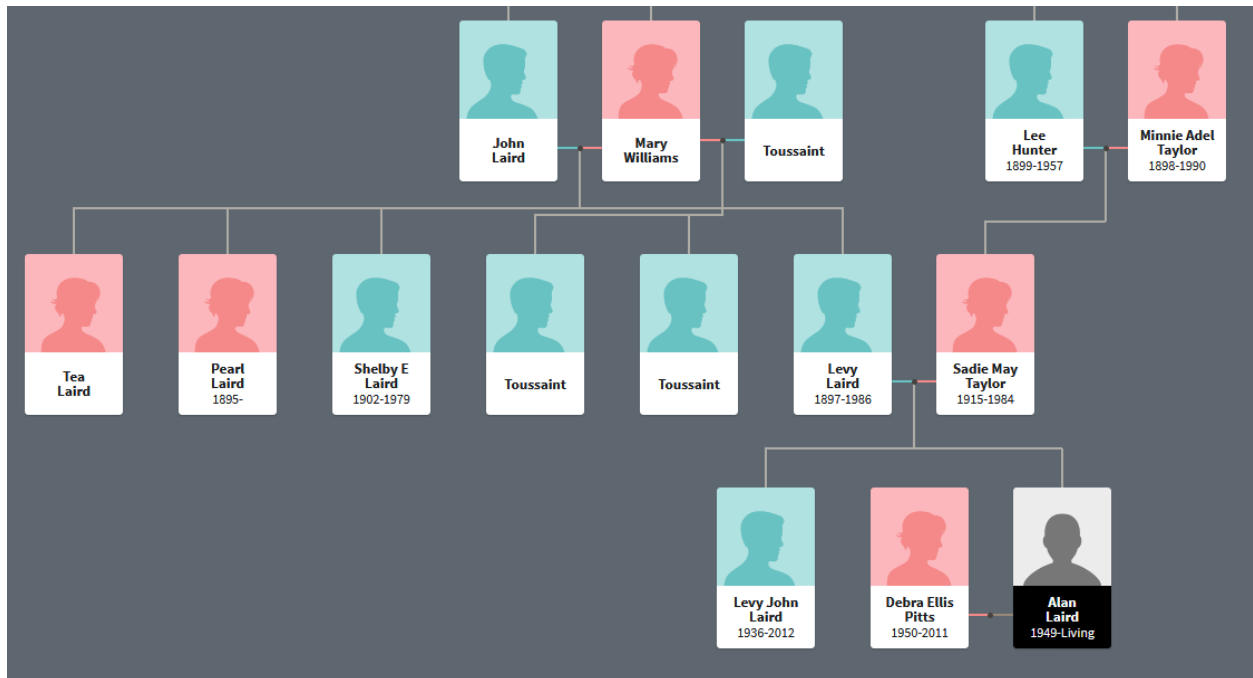 John
Laird
Mary
Williams
Toussaint
Lee
Hunter
1899-1957
Minnie Adel
Taylor
1898-1990
Tea
Laird
Pearl
Laird
1895-
Shelby E
Laird
1902-1979
Toussaint
Toussaint
Levy
Laird
1897-1986
Sadie May
Taylor
1915-1984
Levy John
Laird
1936-2012
Debra Ellis
Pitts
1950-2011
Alan
Laird
1949-Living